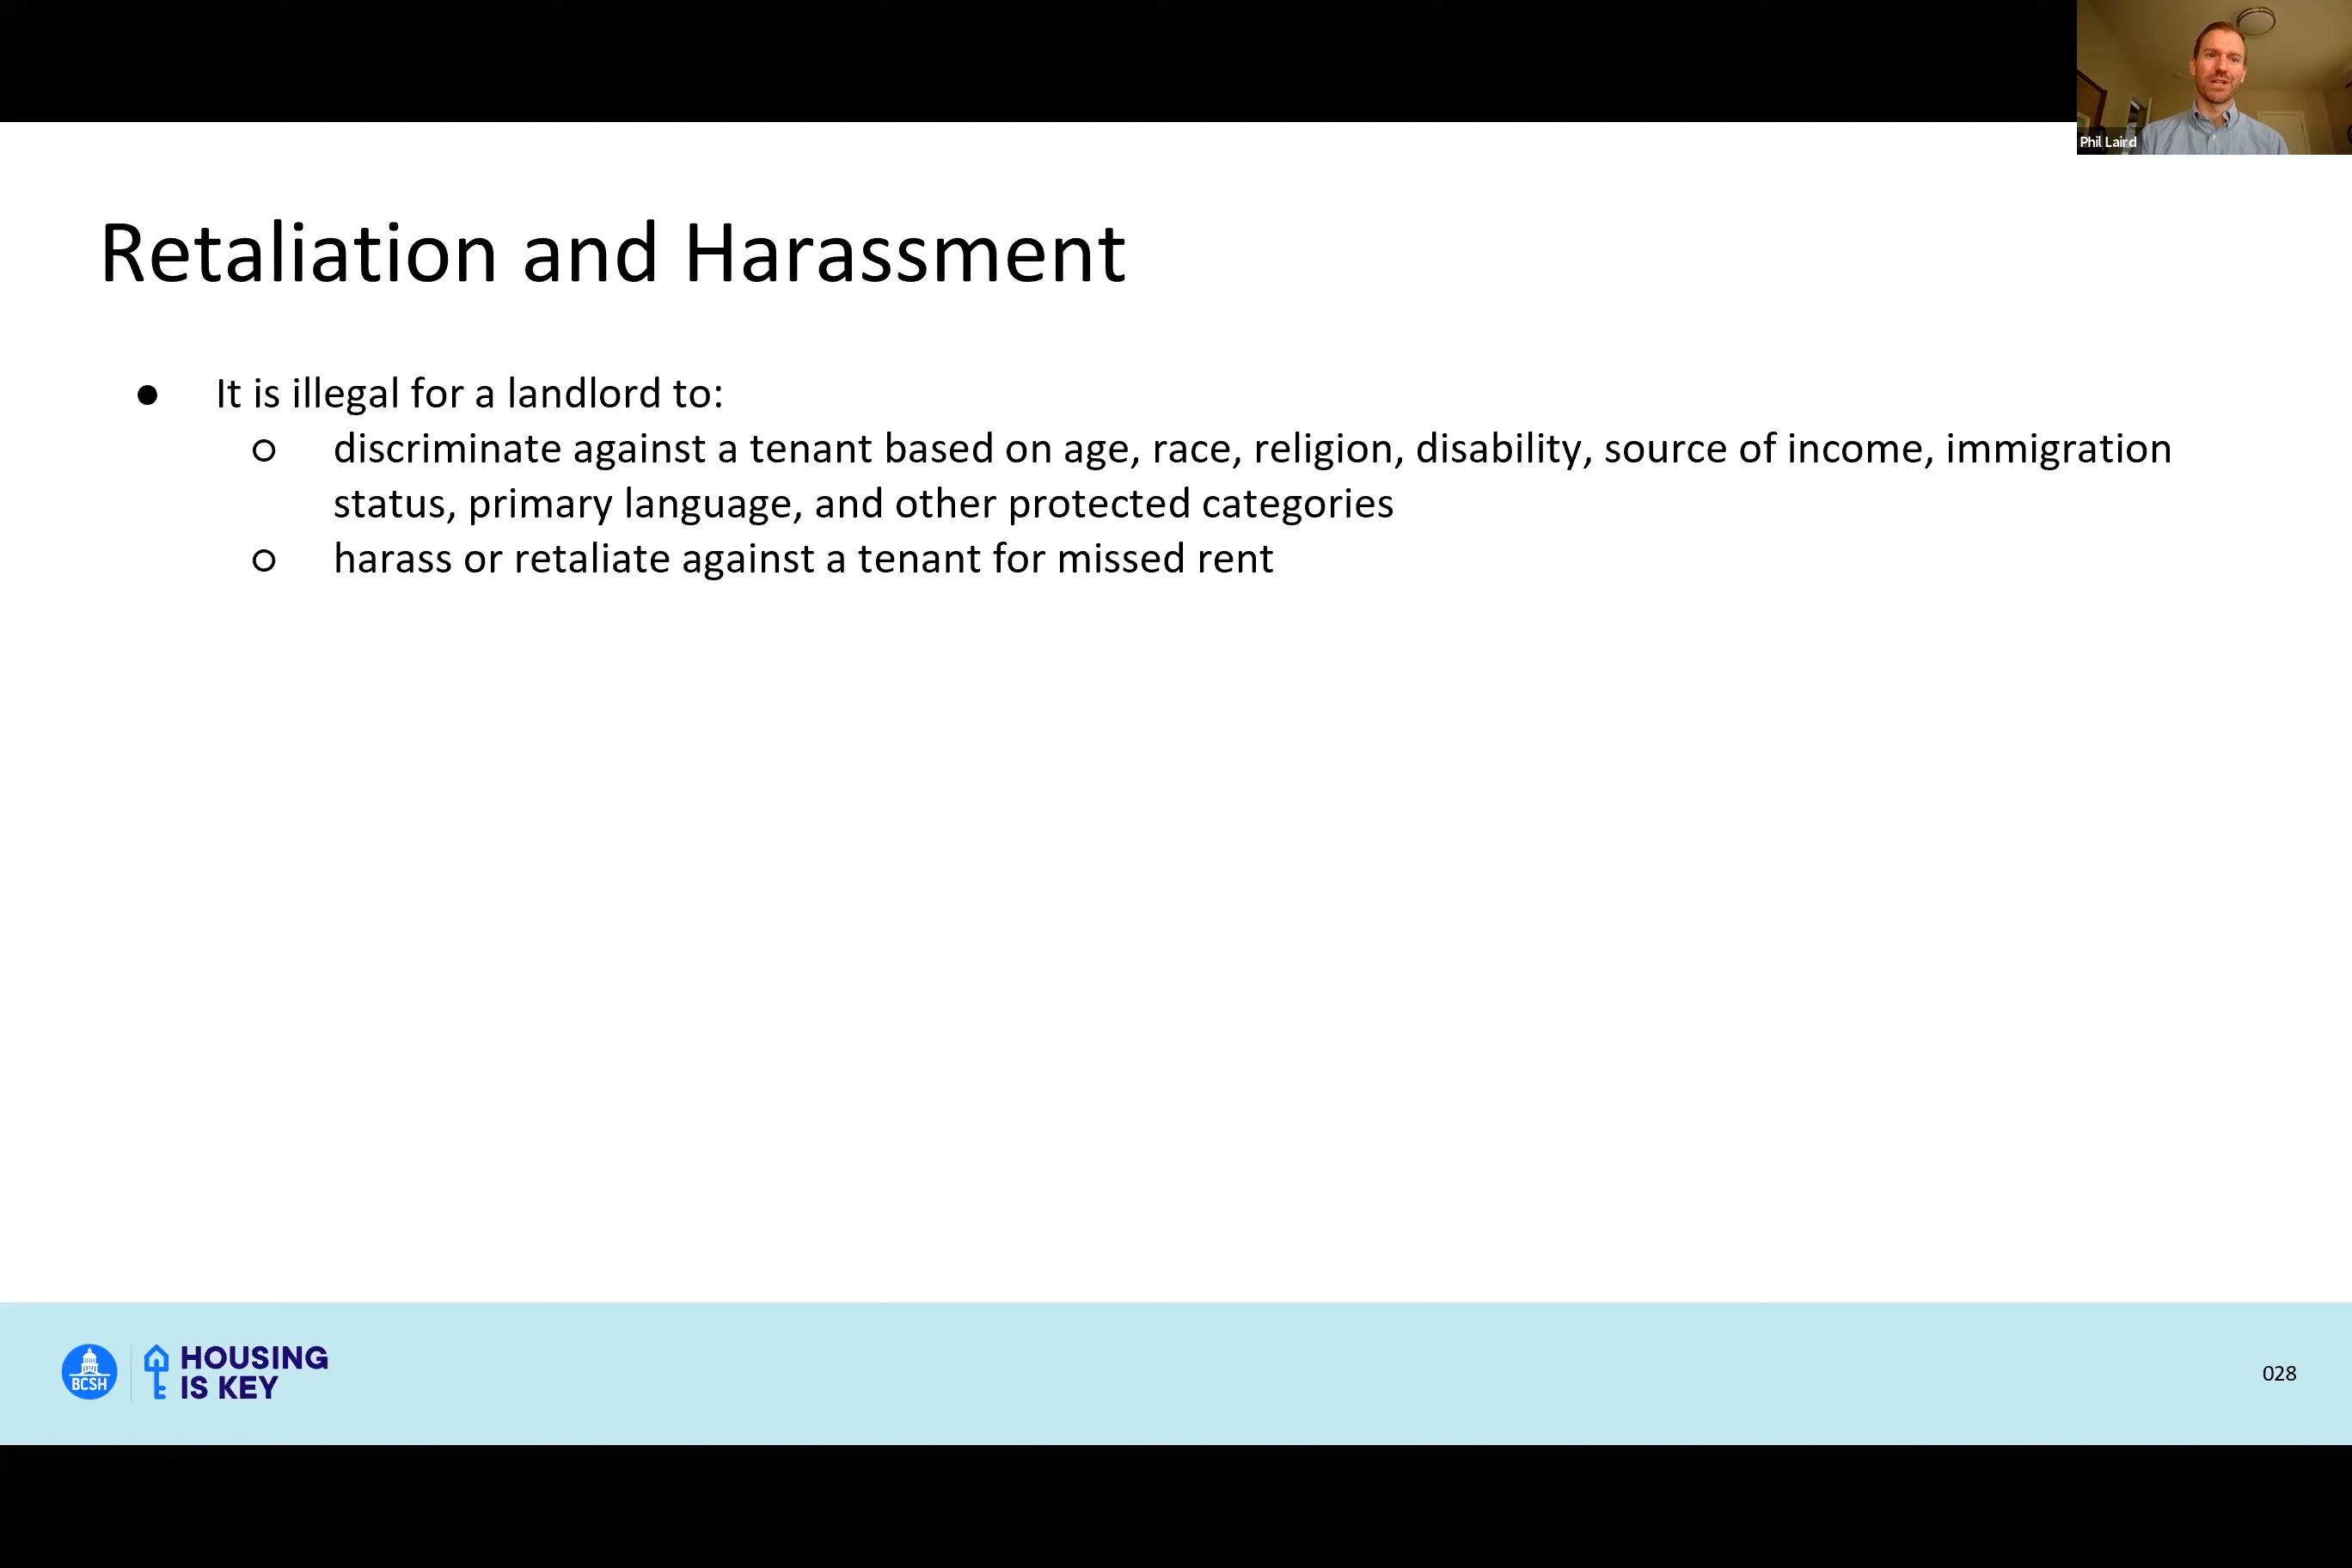 Phil Laird
Retaliation and Harassment
● It is illegal for a landlord to:
○ discriminate against a tenant based on age, race, religion, disability, source of income, immigration
status, primary language, and other protected categories
○ harass or retaliate against a tenant for missed rent
BCSH
HOUSING
IS KEY
028